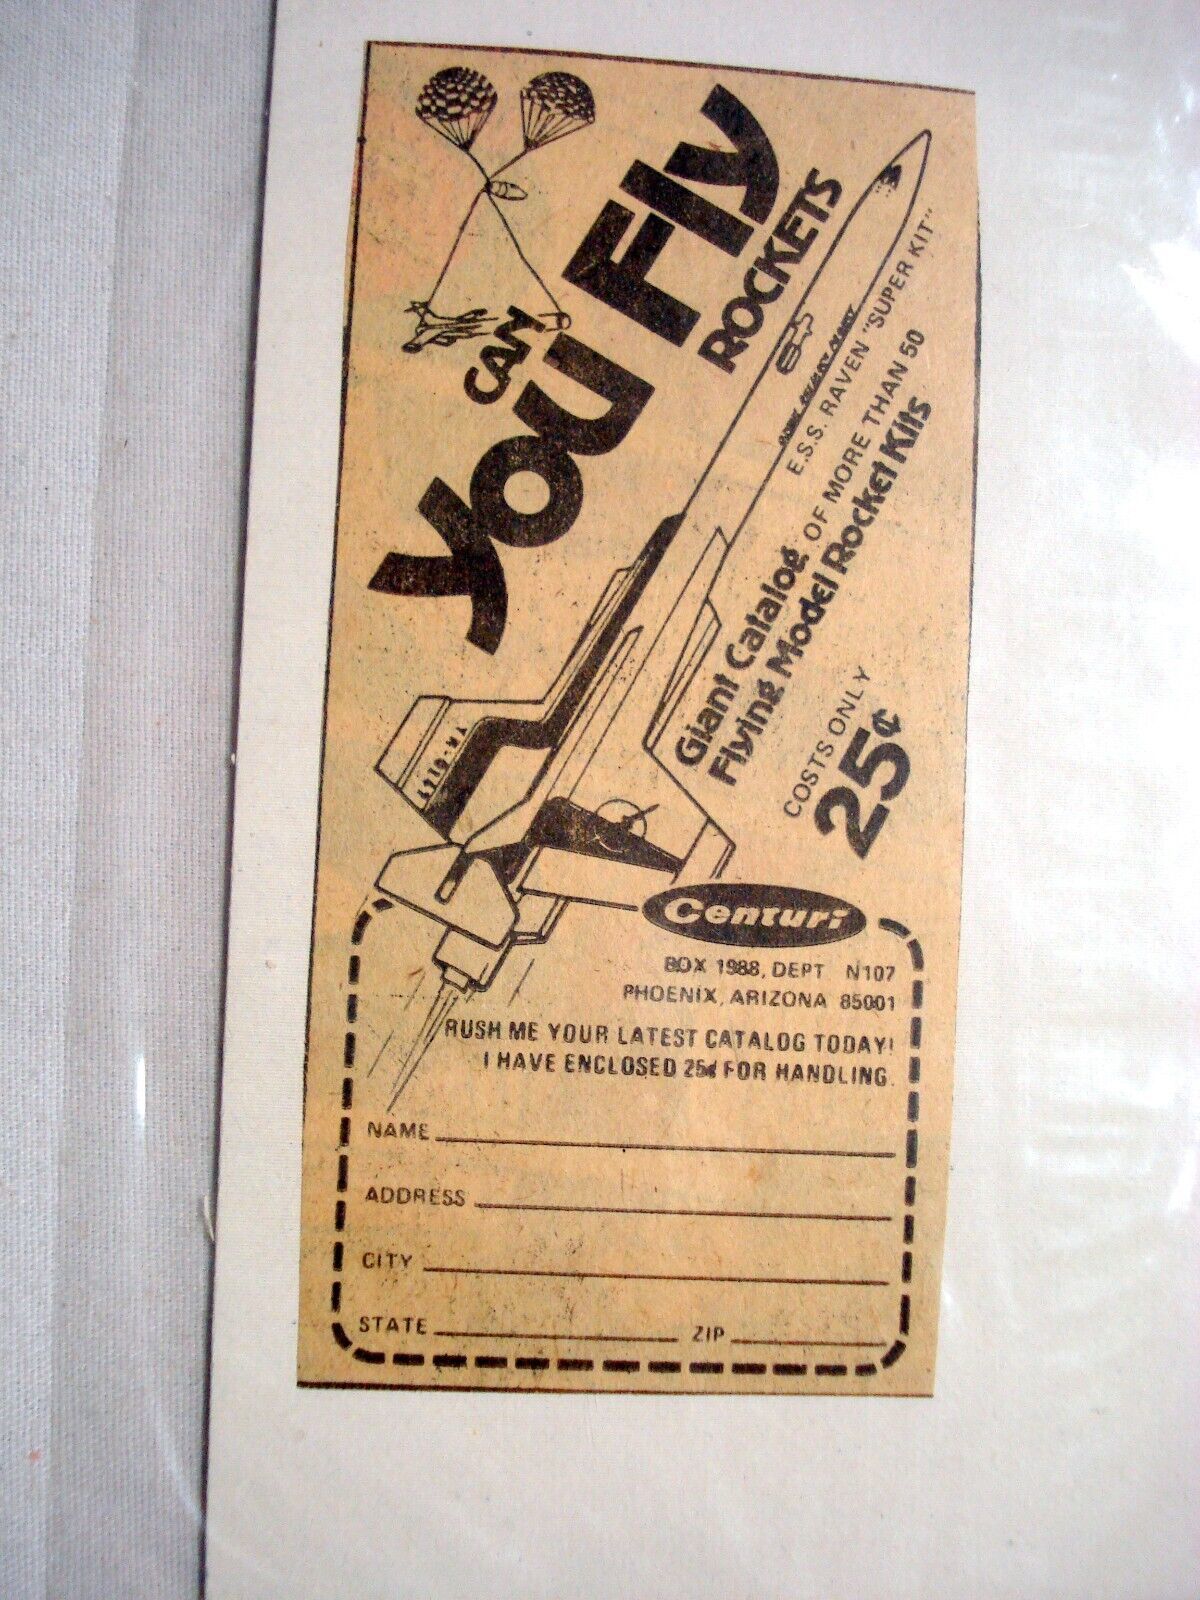 YOU CAN FLY
ROCKETS
E.S.S. RAVEN "SUPER KIT"
Giant Catalog OF MORE THAN 50
Flying Model Rocket Kits
COSTS ONLY
25¢
Centuri
BOX 1988, DEPT N107
PHOENIX, ARIZONA 85001
RUSH ME YOUR LATEST CATALOG TODAY!
I HAVE ENCLOSED 25¢ FOR HANDLING.
NAME
ADDRESS
CITY
STATE ZIP